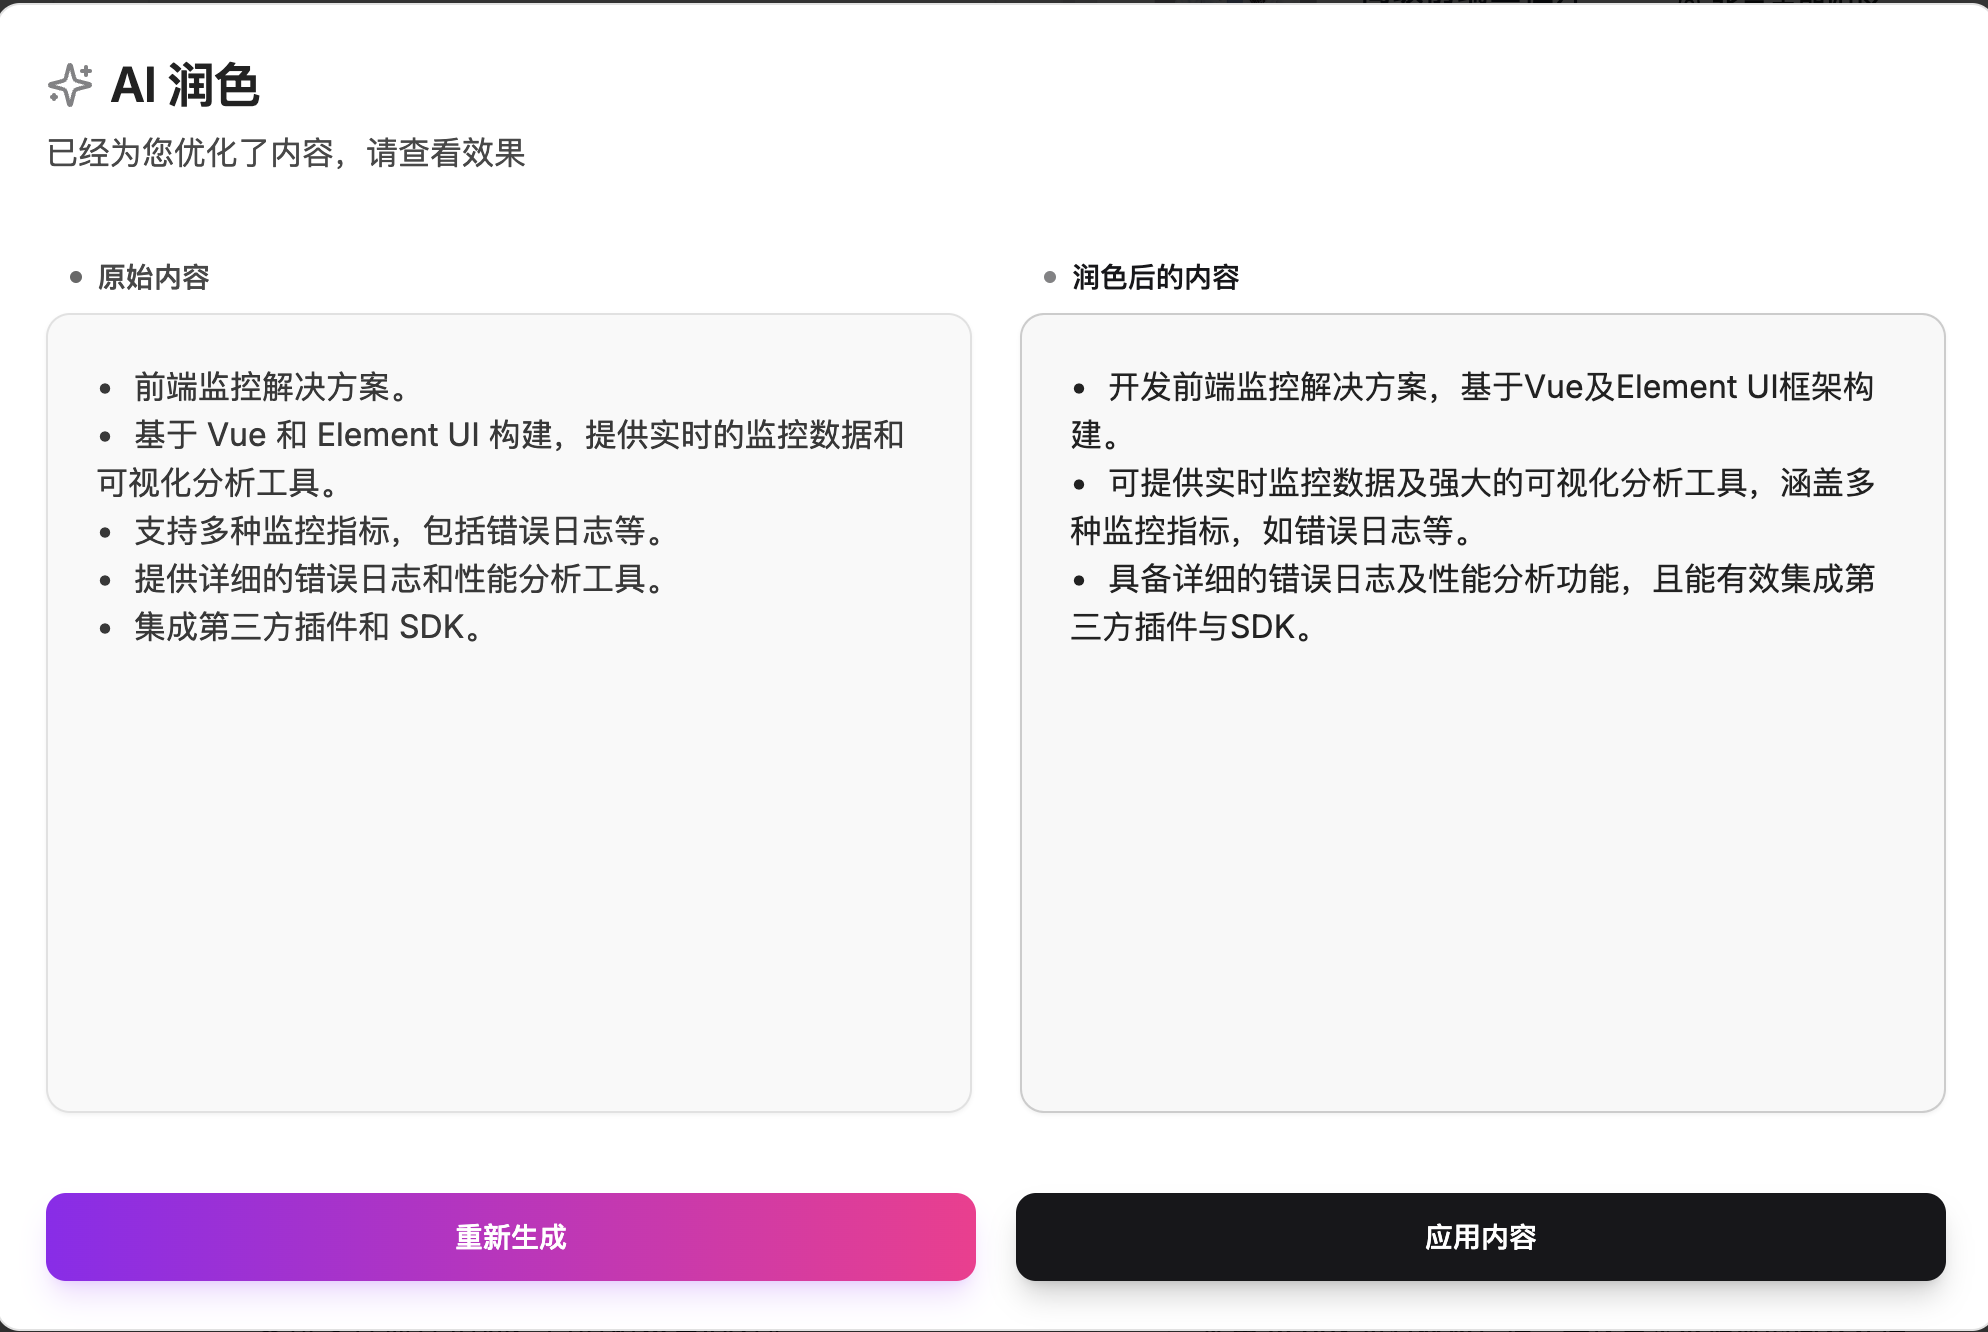 AI 润色
已经为您优化了内容，请查看效果
原始内容
• 前端监控解决方案。
• 基于 Vue 和 Element UI 构建，提供实时的监控数据和
可视化分析工具。
• 支持多种监控指标，包括错误日志等。
• 提供详细的错误日志和性能分析工具。
• 集成第三方插件和 SDK。
润色后的内容
• 开发前端监控解决方案，基于Vue及Element UI框架构
建。
• 可提供实时监控数据及强大的可视化分析工具，涵盖多
种监控指标，如错误日志等。
• 具备详细的错误日志及性能分析功能，且能有效集成第
三方插件与SDK。
重新生成
应用内容